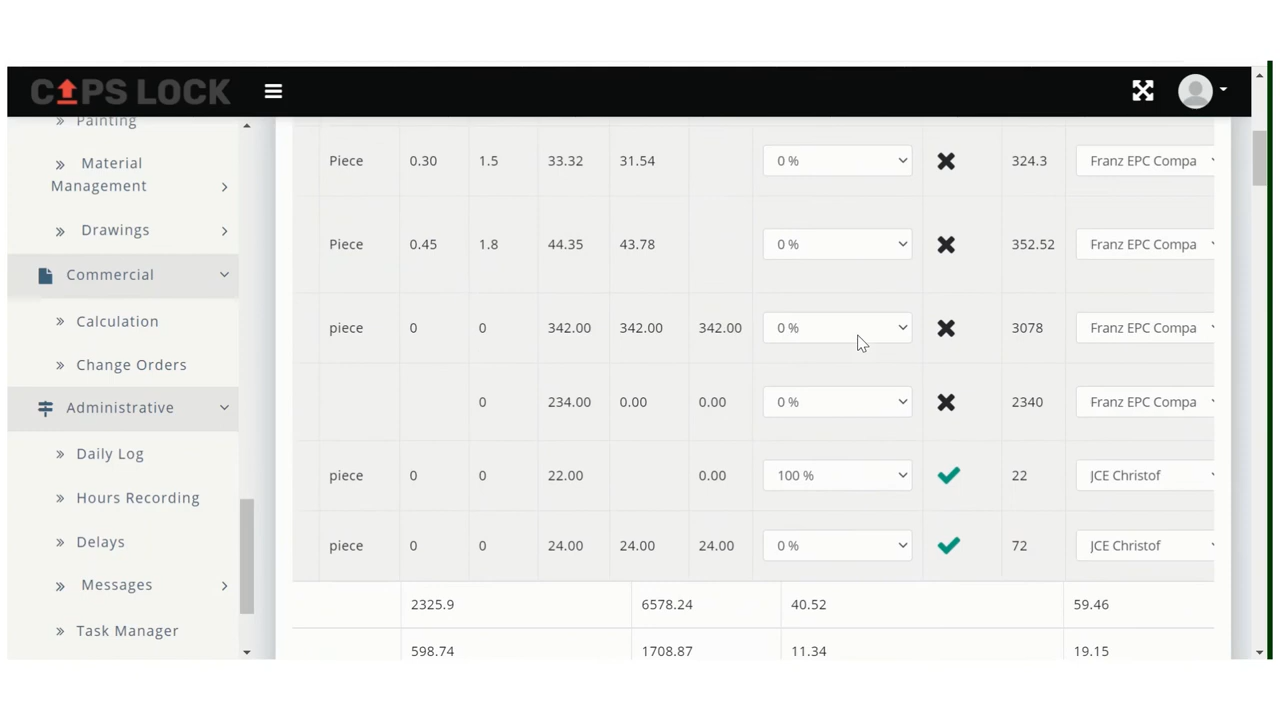 CAPS LOCK
Painting
Material
Management
Drawings
Commercial
Calculation
Change Orders
Administrative
Daily Log
Hours Recording
Delays
Messages
Task Manager
Piece 0.30 1.5 33.32 31.54 0 % 324.3 Franz EPC Compa
Piece 0.45 1.8 44.35 43.78 0 % 352.52 Franz EPC Compa
piece 0 0 342.00 342.00 342.00 0 % 3078 Franz EPC Compa
0 234.00 0.00 0.00 0 % 2340 Franz EPC Compa
piece 0 0 22.00 0.00 100 % 22 JCE Christof
piece 0 0 24.00 24.00 24.00 0 % 72 JCE Christof
2325.9 6578.24 40.52 59.46
598.74 1708.87 11.34 19.15